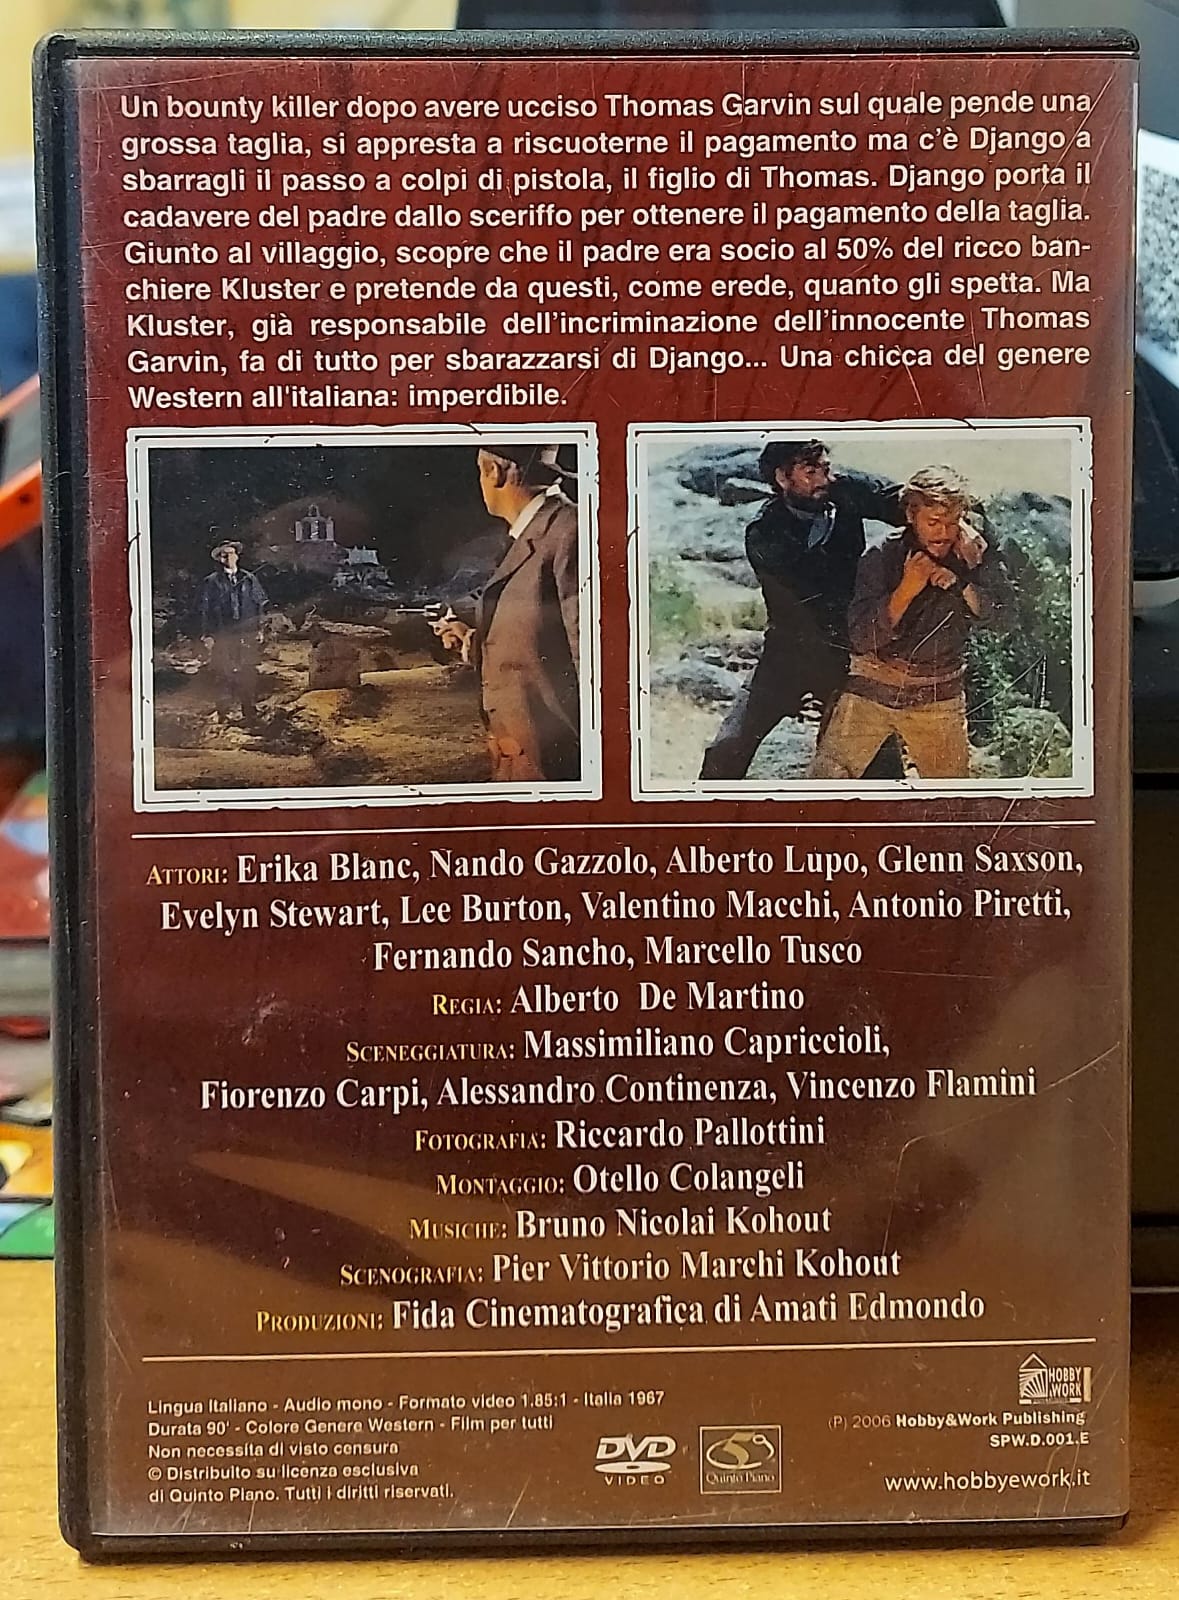 Un bounty killer dopo avere ucciso Thomas Garvin sul quale pende una
grossa taglia, si appresta a riscuoterne il pagamento ma c'è Django a
sbarragli il passo a colpi di pistola, il figlio di Thomas. Django porta il
cadavere del padre dallo sceriffo per ottenere il pagamento della taglia.
Giunto al villaggio, scopre che il padre era socio al 50% del ricco ban-
chiere Kluster e pretende da questi, come erede, quanto gli spetta. Ma
Kluster, già responsabile dell'incriminazione dell'innocente Thomas
Garvin, fa di tutto per sbarazzarsi di Django... Una chicca del genere
Western all'italiana: imperdibile.
ATTORI: Erika Blanc, Nando Gazzolo, Alberto Lupo, Glenn Saxson,
Evelyn Stewart, Lee Burton, Valentino Macchi, Antonio Piretti,
Fernando Sancho, Marcello Tusco
REGIA: Alberto De Martino
SCENEGGIATURA: Massimiliano Capriccioli,
Fiorenzo Carpi, Alessandro Continenza, Vincenzo Flamini
FOTOGRAFIA: Riccardo Pallottini
MONTAGGIO: Otello Colangeli
MUSICHE: Bruno Nicolai Kohout
SCENOGRAFIA: Pier Vittorio Marchi Kohout
PRODUZIONI: Fida Cinematografica di Amati Edmondo
Lingua Italiano - Audio mono - Formato video 1.85:1 - Italia 1967
Durata 90' - Colore Genere Western - Film per tutti
Non necessita di visto censura
© Distribuito su licenza esclusiva
di Quinto Piano. Tutti i diritti riservati.
DVD
VIDEO
Quinto Piano
HOBBY
& WORK
(P) 2006 Hobby&Work Publishing
SPW.D.001.E
www.hobbyework.it